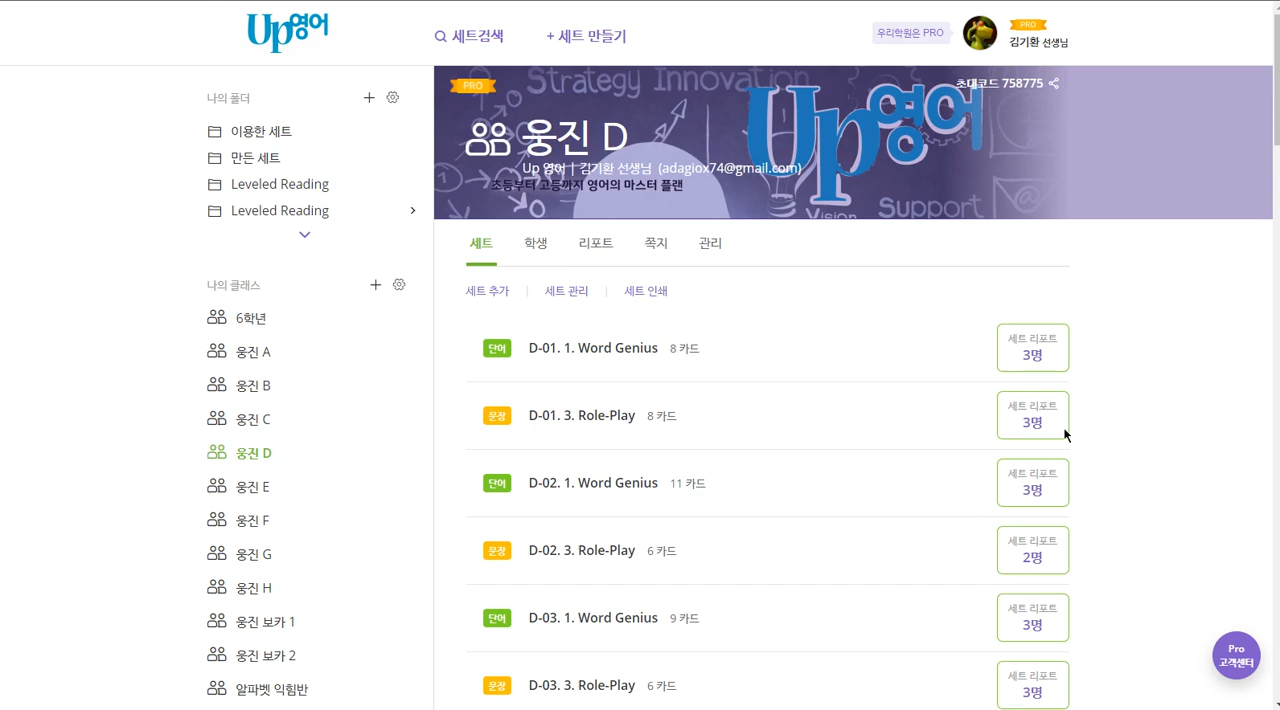 Up영어
세트검색
+ 세트 만들기
우리학원은 PRO
PRO
김기환 선생님
나의 폴더
이용한 세트
만든 세트
Leveled Reading
Leveled Reading
나의 클래스
6학년
웅진 A
웅진 B
웅진 C
웅진 D
웅진 E
웅진 F
웅진 G
웅진 H
웅진 보카 1
웅진 보카 2
알파벳 익힘반
PRO
Strategy Innovation
초대코드 758775
Up영어
웅진 D
Up 영어 | 김기환 선생님 (adagiox74@gmail.com)
초등부터 고등까지 영어의 마스터 플랜
Vision
Support
세트
학생
리포트
쪽지
관리
세트 추가
세트 관리
세트 인쇄
단어 D-01. 1. Word Genius 8 카드
세트 리포트
3명
문장 D-01. 3. Role-Play 8 카드
세트 리포트
3명
단어 D-02. 1. Word Genius 11 카드
세트 리포트
3명
문장 D-02. 3. Role-Play 6 카드
세트 리포트
2명
단어 D-03. 1. Word Genius 9 카드
세트 리포트
3명
문장 D-03. 3. Role-Play 6 카드
세트 리포트
3명
Pro
고객센터